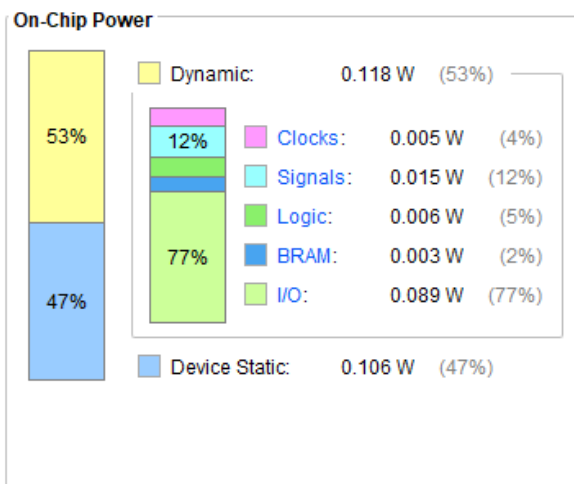 On-Chip Power
Dynamic: 0.118 W (53%)
53%
12%
Clocks: 0.005 W (4%)
Signals: 0.015 W (12%)
Logic: 0.006 W (5%)
77%
BRAM: 0.003 W (2%)
I/O: 0.089 W (77%)
47%
Device Static: 0.106 W (47%)